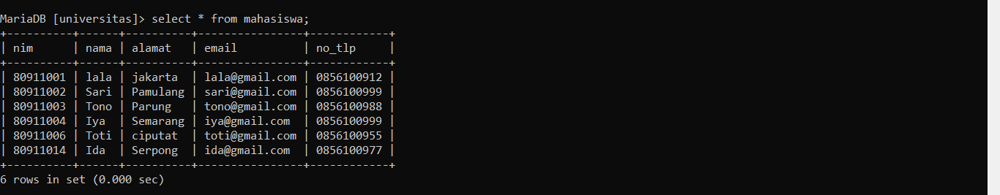 MariaDB [universitas]> select * from mahasiswa;
+----------+------+----------+----------------+------------+
| nim      | nama | alamat   | email          | no_tlp     |
+----------+------+----------+----------------+------------+
| 80911001 | lala | jakarta  | lala@gmail.com | 0856100912 |
| 80911002 | Sari | Pamulang | sari@gmail.com | 0856100999 |
| 80911003 | Tono | Parung   | tono@gmail.com | 0856100988 |
| 80911004 | Iya  | Semarang | iya@gmail.com  | 0856100999 |
| 80911006 | Toti | ciputat  | toti@gmail.com | 0856100955 |
| 80911014 | Ida  | Serpong  | ida@gmail.com  | 0856100977 |
+----------+------+----------+----------------+------------+
6 rows in set (0.000 sec)